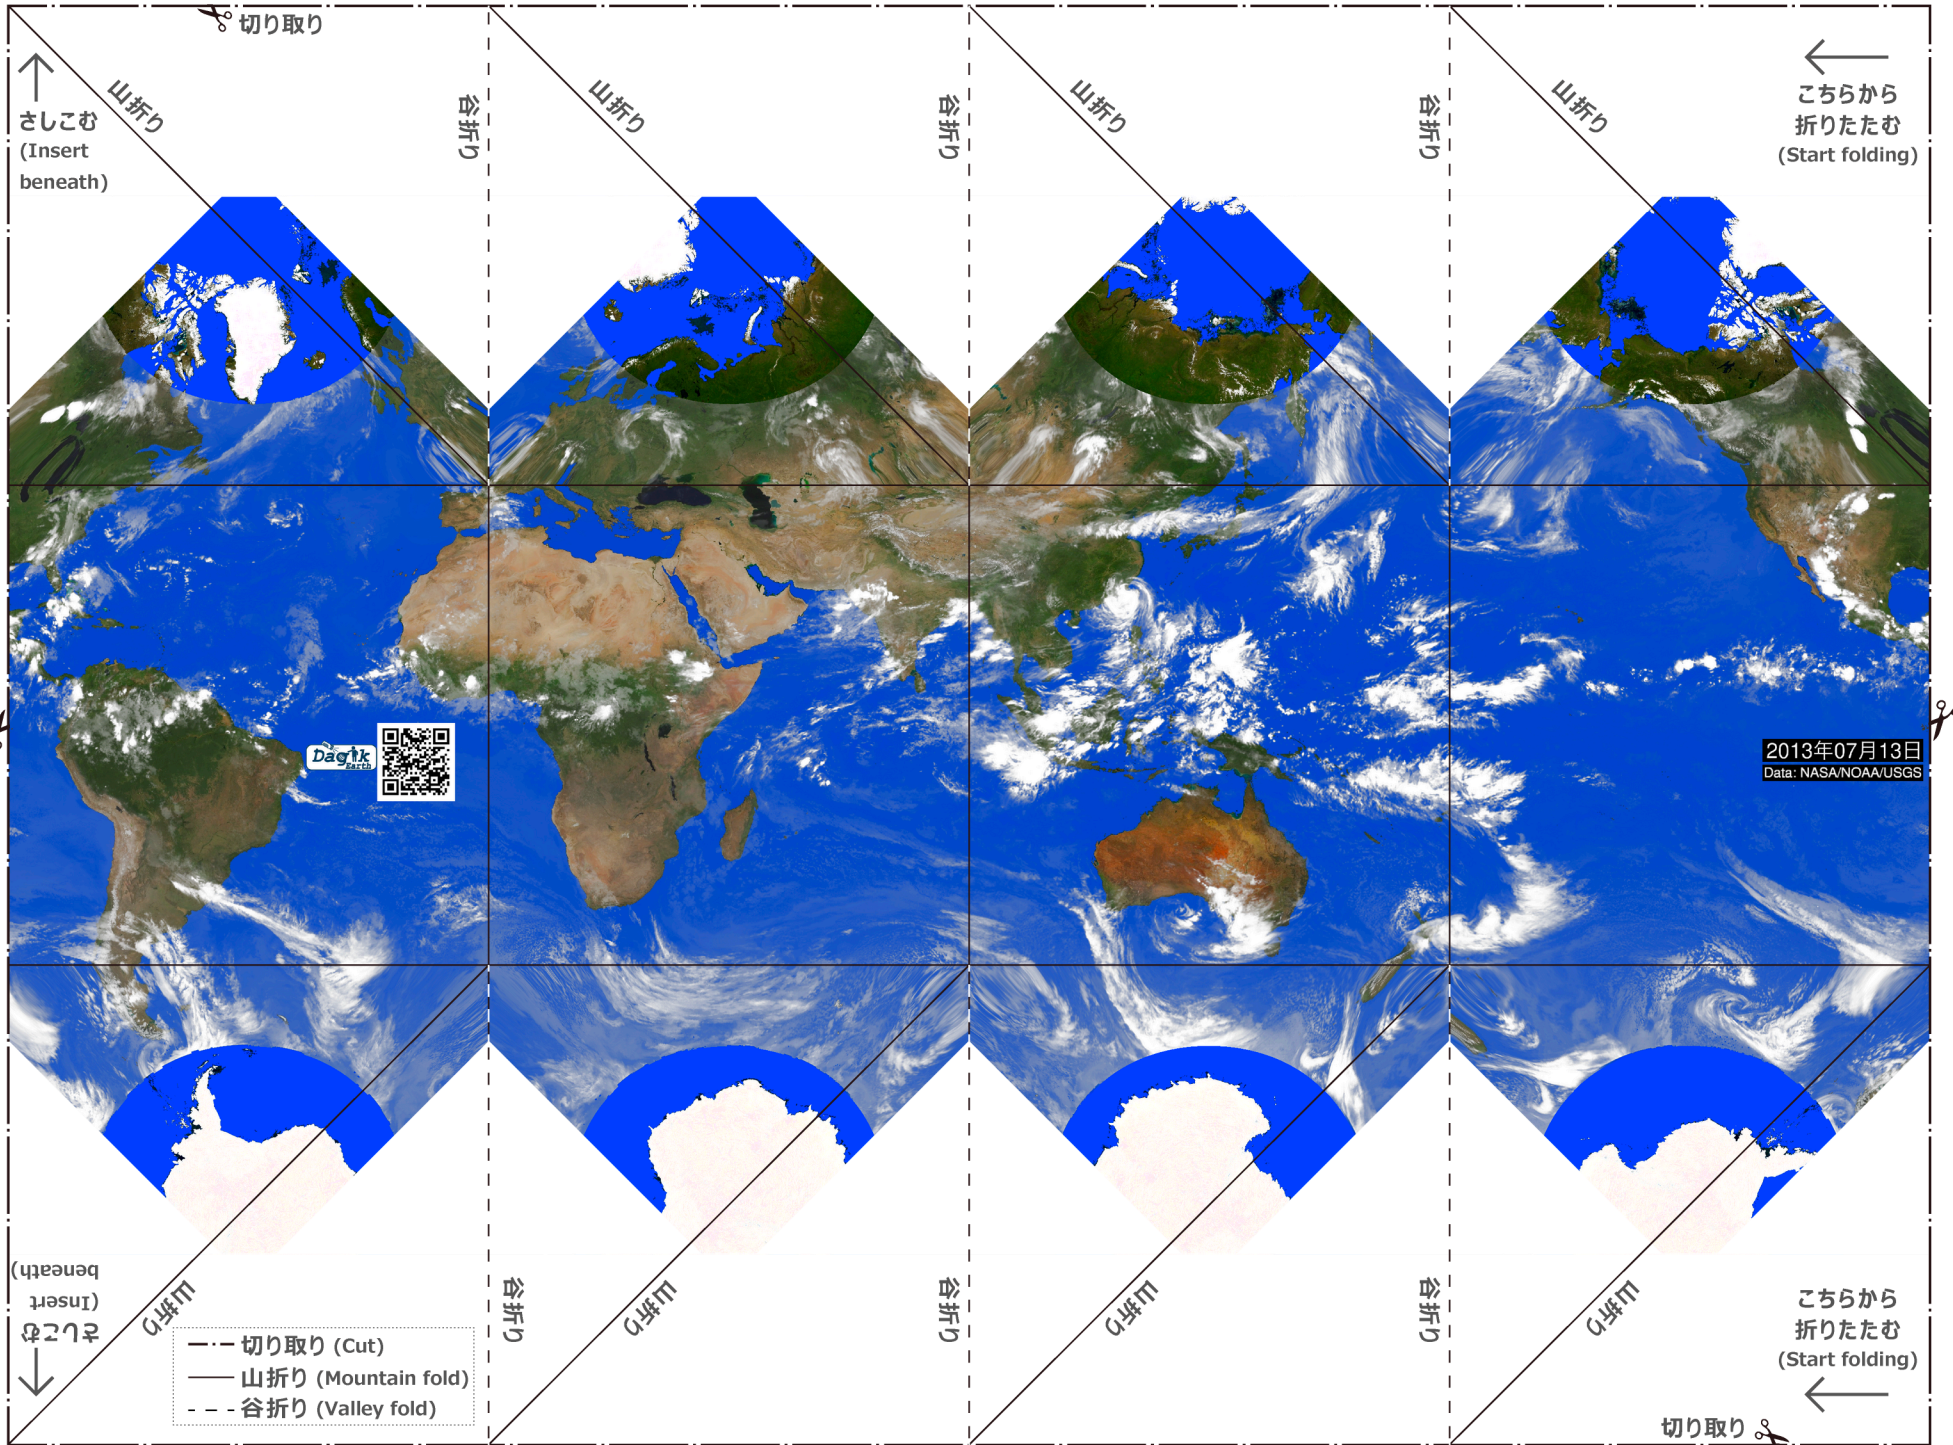 切り取り
さしこむ
(Insert
beneath)
山折り
谷折り
山折り
谷折り
山折り
谷折り
山折り
こちらから
折りたたむ
(Start folding)
Dagik
Earth
2013年07月13日
Data: NASA/NOAA/USGS
さしこむ
(Insert
beneath)
山折り
谷折り
山折り
谷折り
山折り
谷折り
山折り
こちらから
折りたたむ
(Start folding)
切り取り (Cut)
山折り (Mountain fold)
谷折り (Valley fold)
切り取り